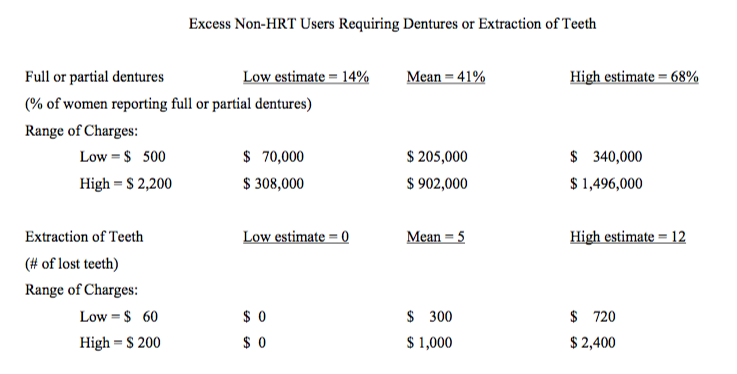 Excess Non-HRT Users Requiring Dentures or Extraction of Teeth
Full or partial dentures Low estimate = 14% Mean = 41% High estimate = 68%
(% of women reporting full or partial dentures)
Range of Charges:
Low = $ 500 $ 70,000 $ 205,000 $ 340,000
High = $ 2,200 $ 308,000 $ 902,000 $ 1,496,000
Extraction of Teeth Low estimate = 0 Mean = 5 High estimate = 12
(# of lost teeth)
Range of Charges:
Low = $ 60 $ 0 $ 300 $ 720
High = $ 200 $ 0 $ 1,000 $ 2,400